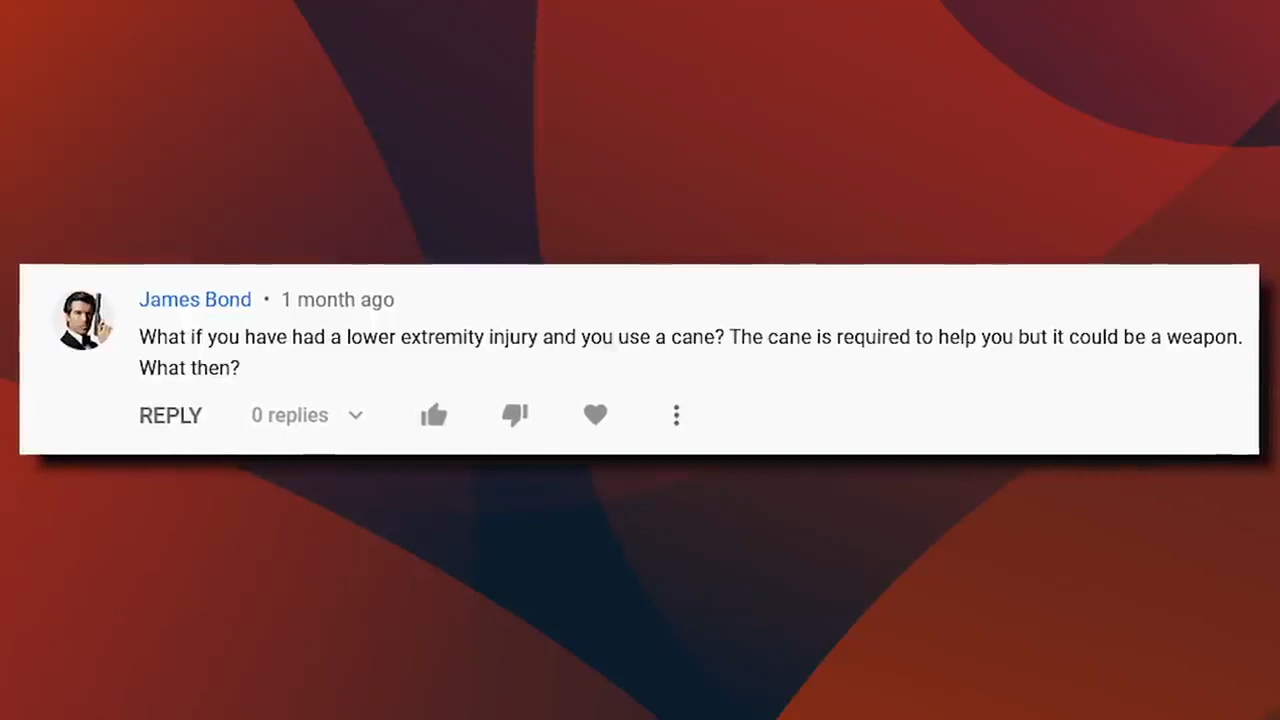 James Bond • 1 month ago
What if you have had a lower extremity injury and you use a cane? The cane is required to help you but it could be a weapon.
What then?
REPLY 0 replies